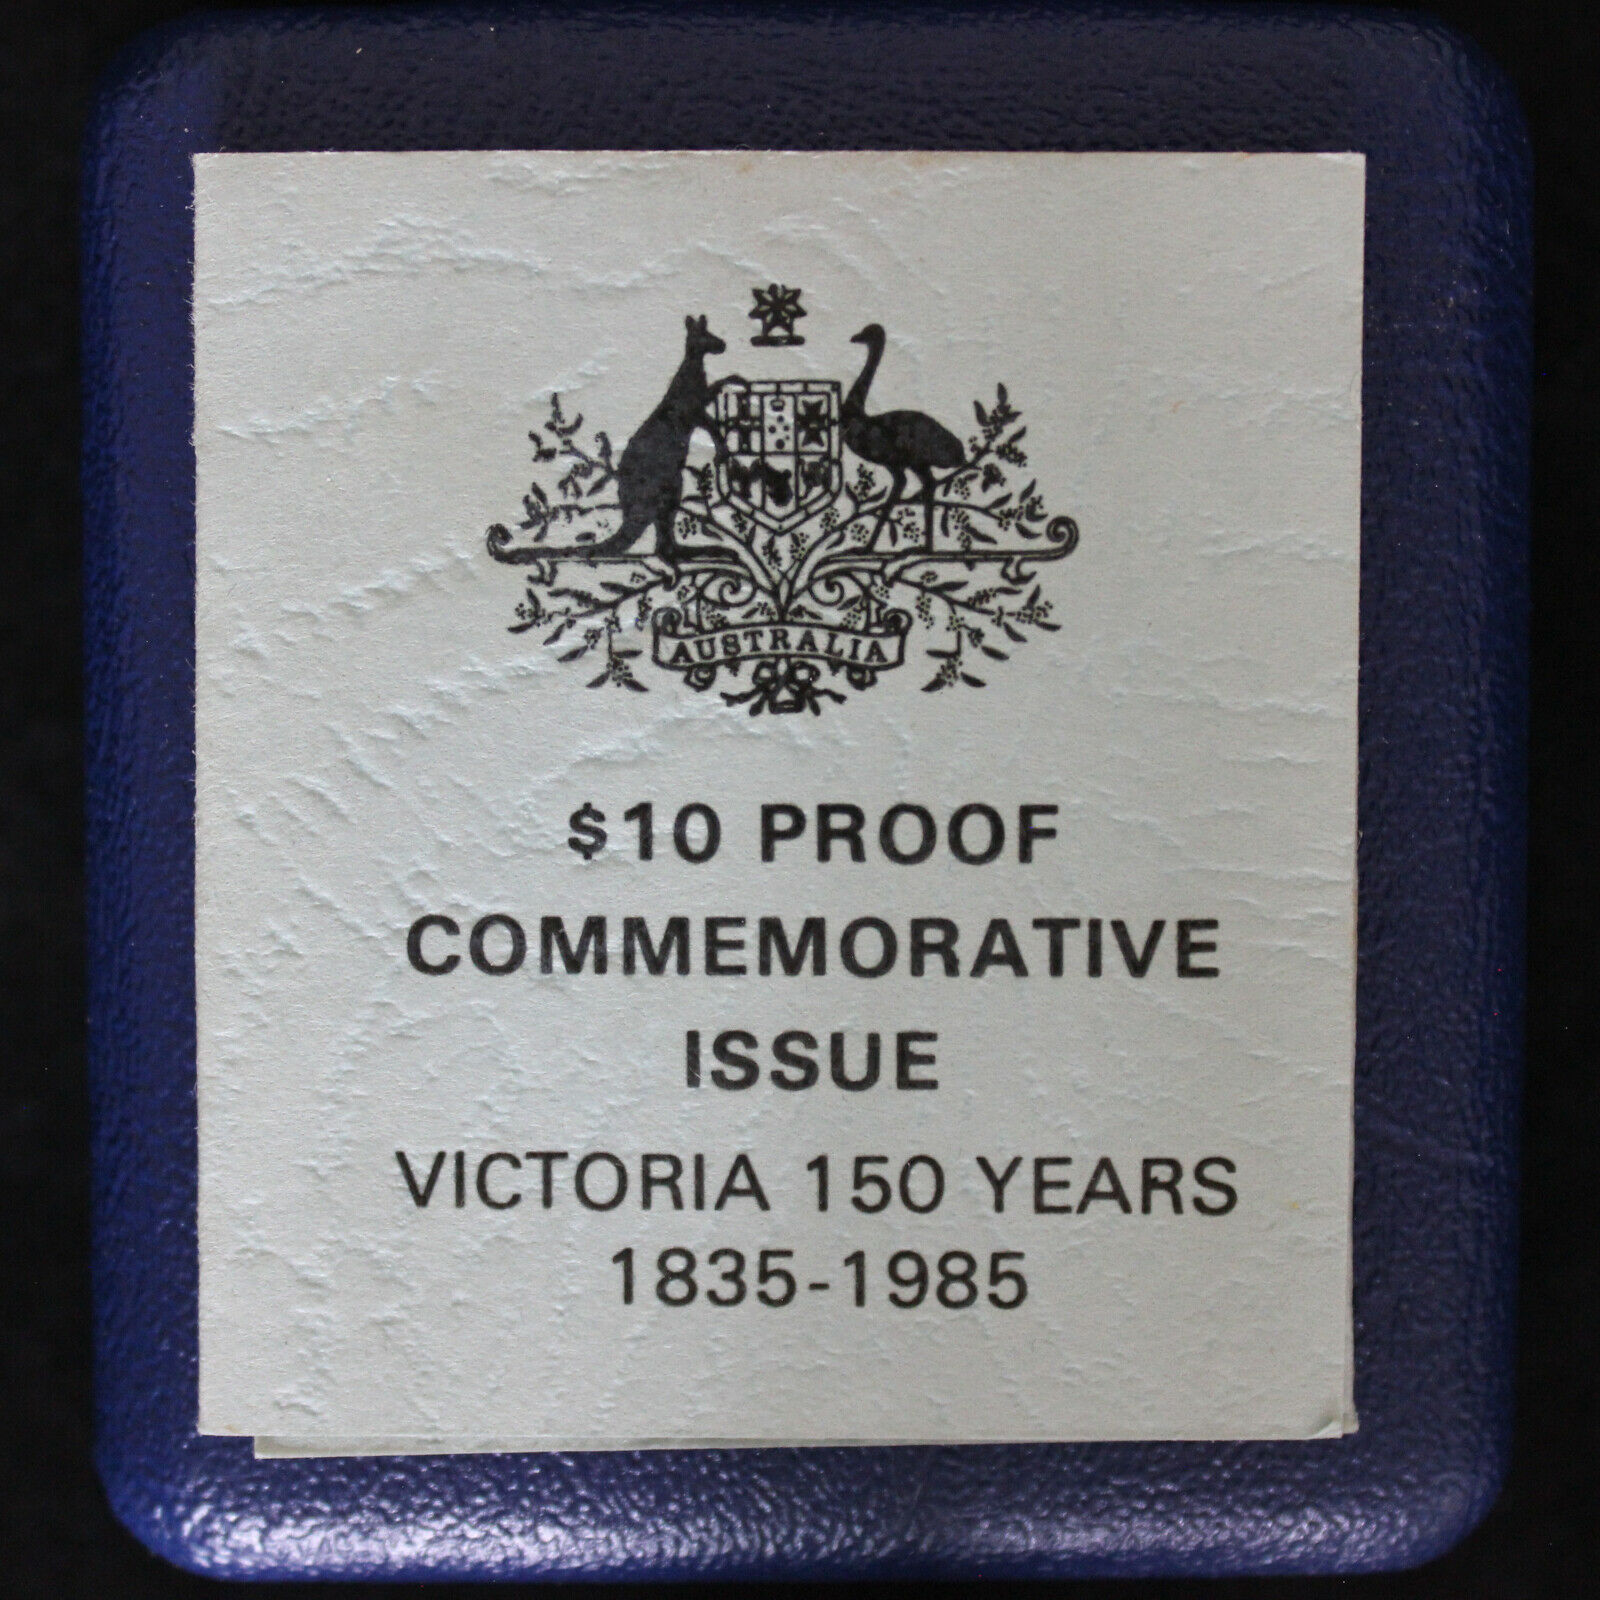 AUSTRALIA
$10 PROOF
COMMEMORATIVE
ISSUE
VICTORIA 150 YEARS
1835-1985